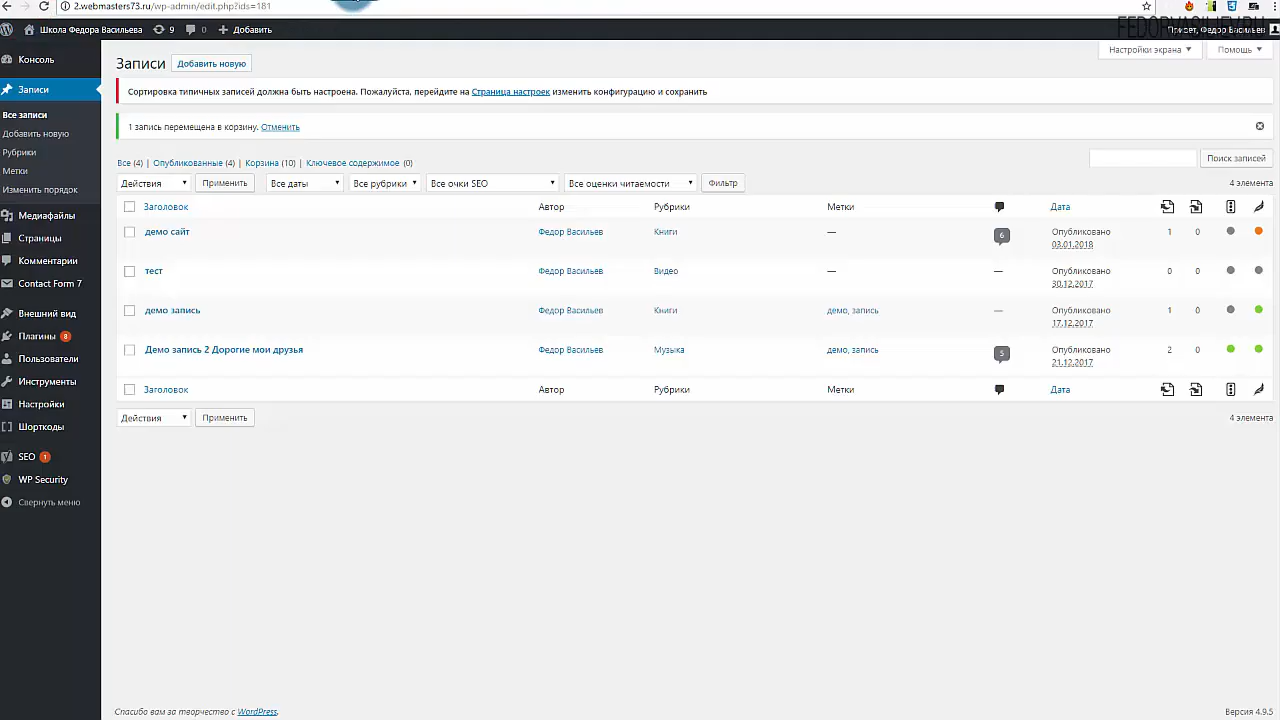 2.webmasters73.ru/wp-admin/edit.php?ids=181
Школа Федора Васильева 9 0 Добавить
FEDORVASILIEV.RU
Привет, Федор Васильев
Консоль
Записи
Все записи
Добавить новую
Рубрики
Метки
Изменить порядок
Медиафайлы
Страницы
Комментарии
Contact Form 7
Внешний вид
Плагины 8
Пользователи
Инструменты
Настройки
Шорткоды
SEO 1
WP Security
Свернуть меню
Настройки экрана Помощь
Записи Добавить новую
Сортировка типичных записей должна быть настроена. Пожалуйста, перейдите на Страница настроек изменить конфигурацию и сохранить
1 запись перемещена в корзину. Отменить
Все (4) | Опубликованные (4) | Корзина (10) | Ключевое содержимое (0)
Поиск записей
Действия Применить Все даты Все рубрики Все очки SEO Все оценки читаемости Фильтр
4 элемента
Заголовок Автор Рубрики Метки Дата
демо сайт Федор Васильев Книги — 6 Опубликовано 1 0
03.01.2018
тест Федор Васильев Видео — — Опубликовано 0 0
30.12.2017
демо запись Федор Васильев Книги демо, запись — Опубликовано 1 0
17.12.2017
Демо запись 2 Дорогие мои друзья Федор Васильев Музыка демо, запись 5 Опубликовано 2 0
21.12.2017
Заголовок Автор Рубрики Метки Дата
Действия Применить
4 элемента
Спасибо вам за творчество с WordPress.
Версия 4.9.5